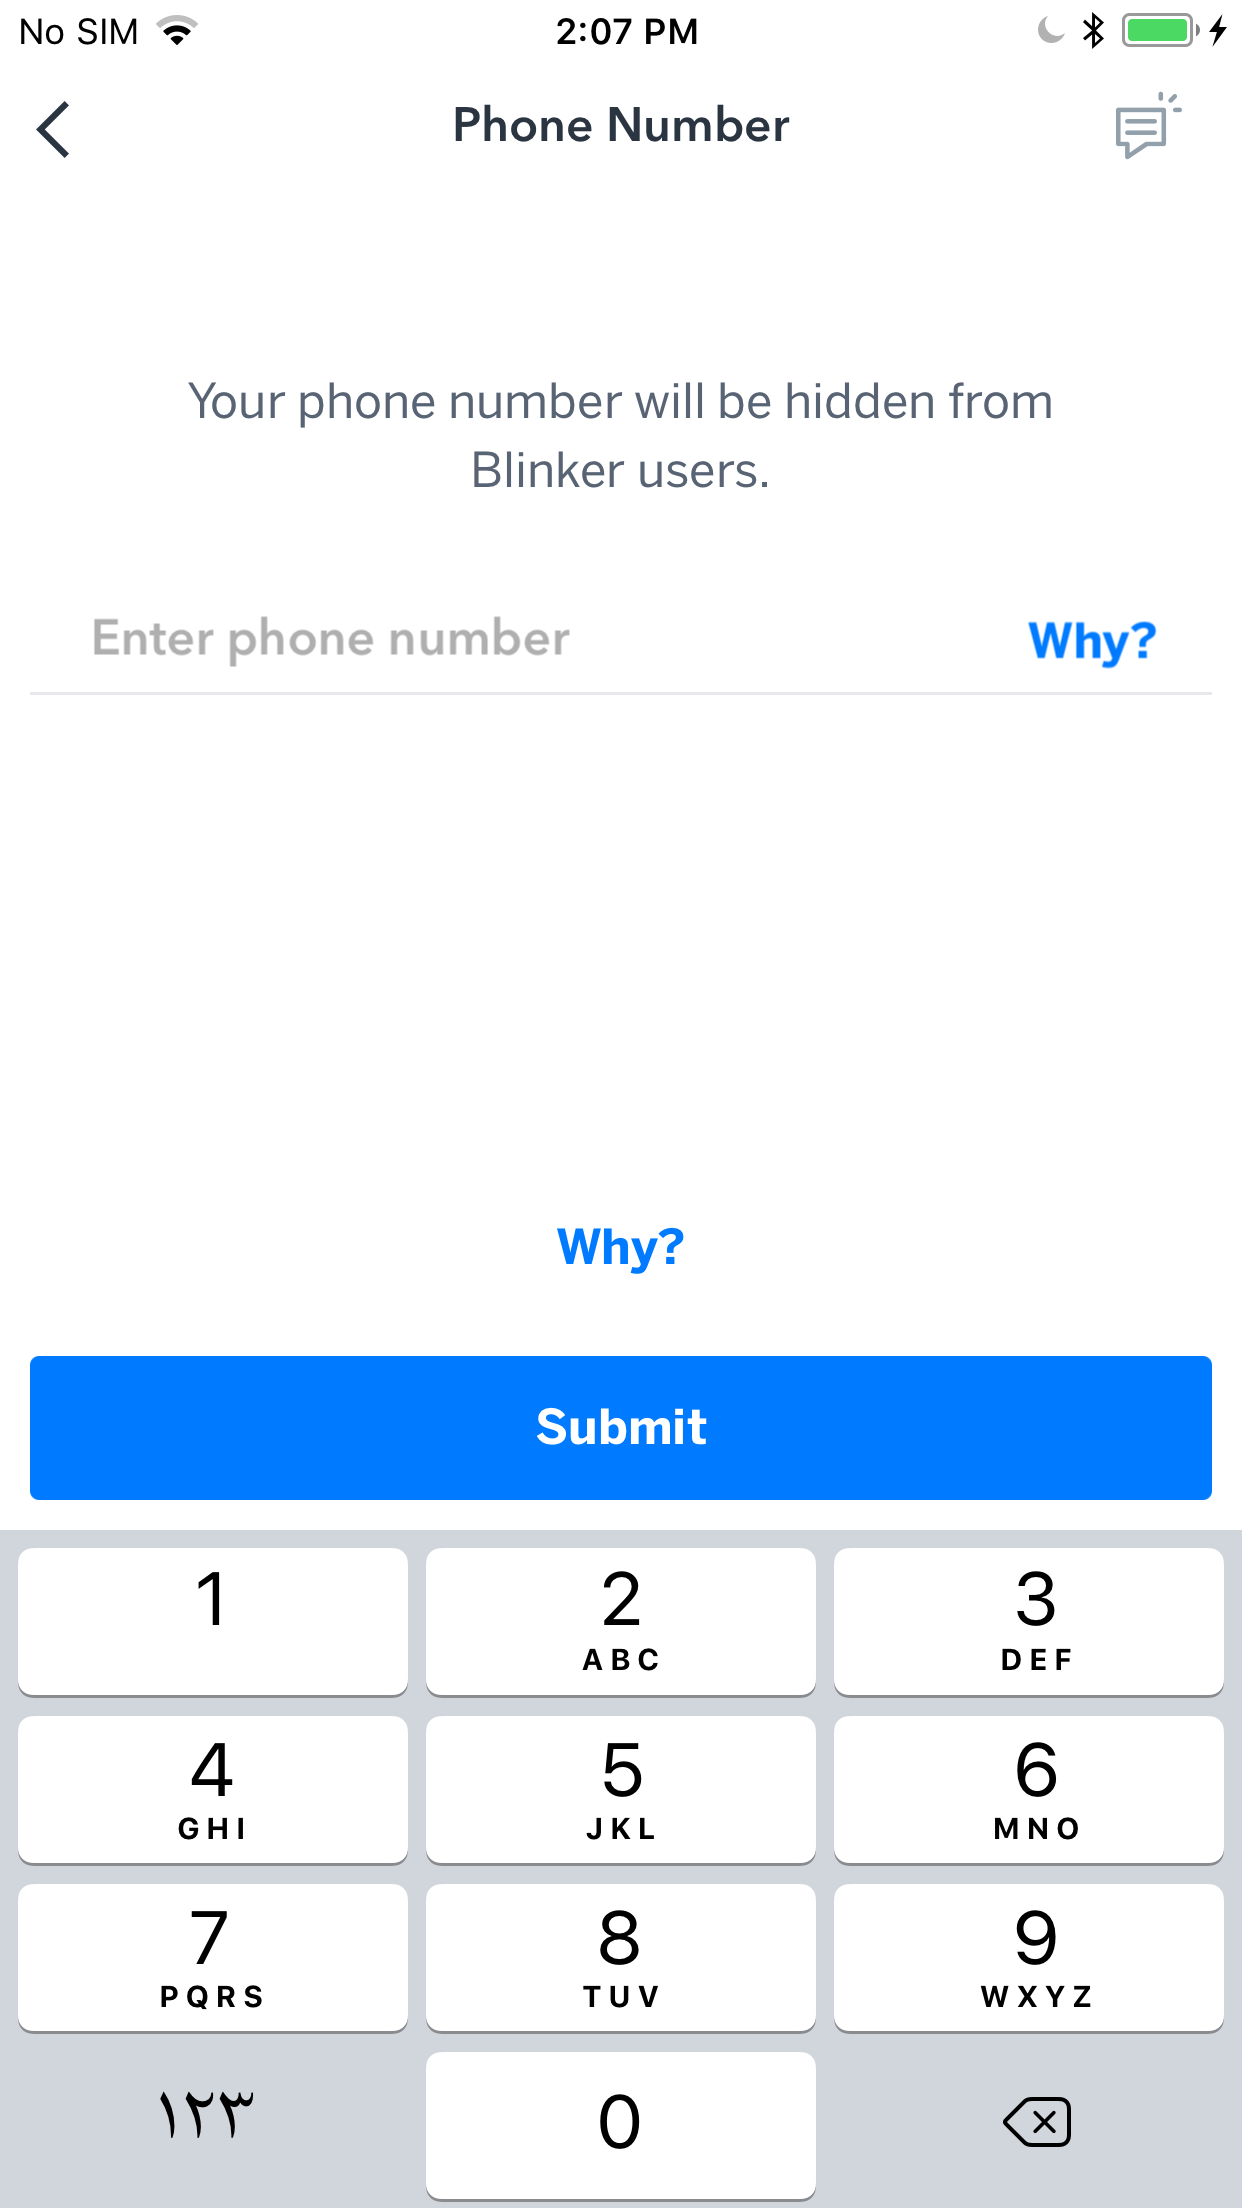 No SIM 2:07 PM
Phone Number
Your phone number will be hidden from
Blinker users.
Enter phone number Why?
Why?
Submit
1 2 3
ABC DEF
4 5 6
GHI JKL MNO
7 8 9
PQRS TUV WXYZ
١٢٣ 0